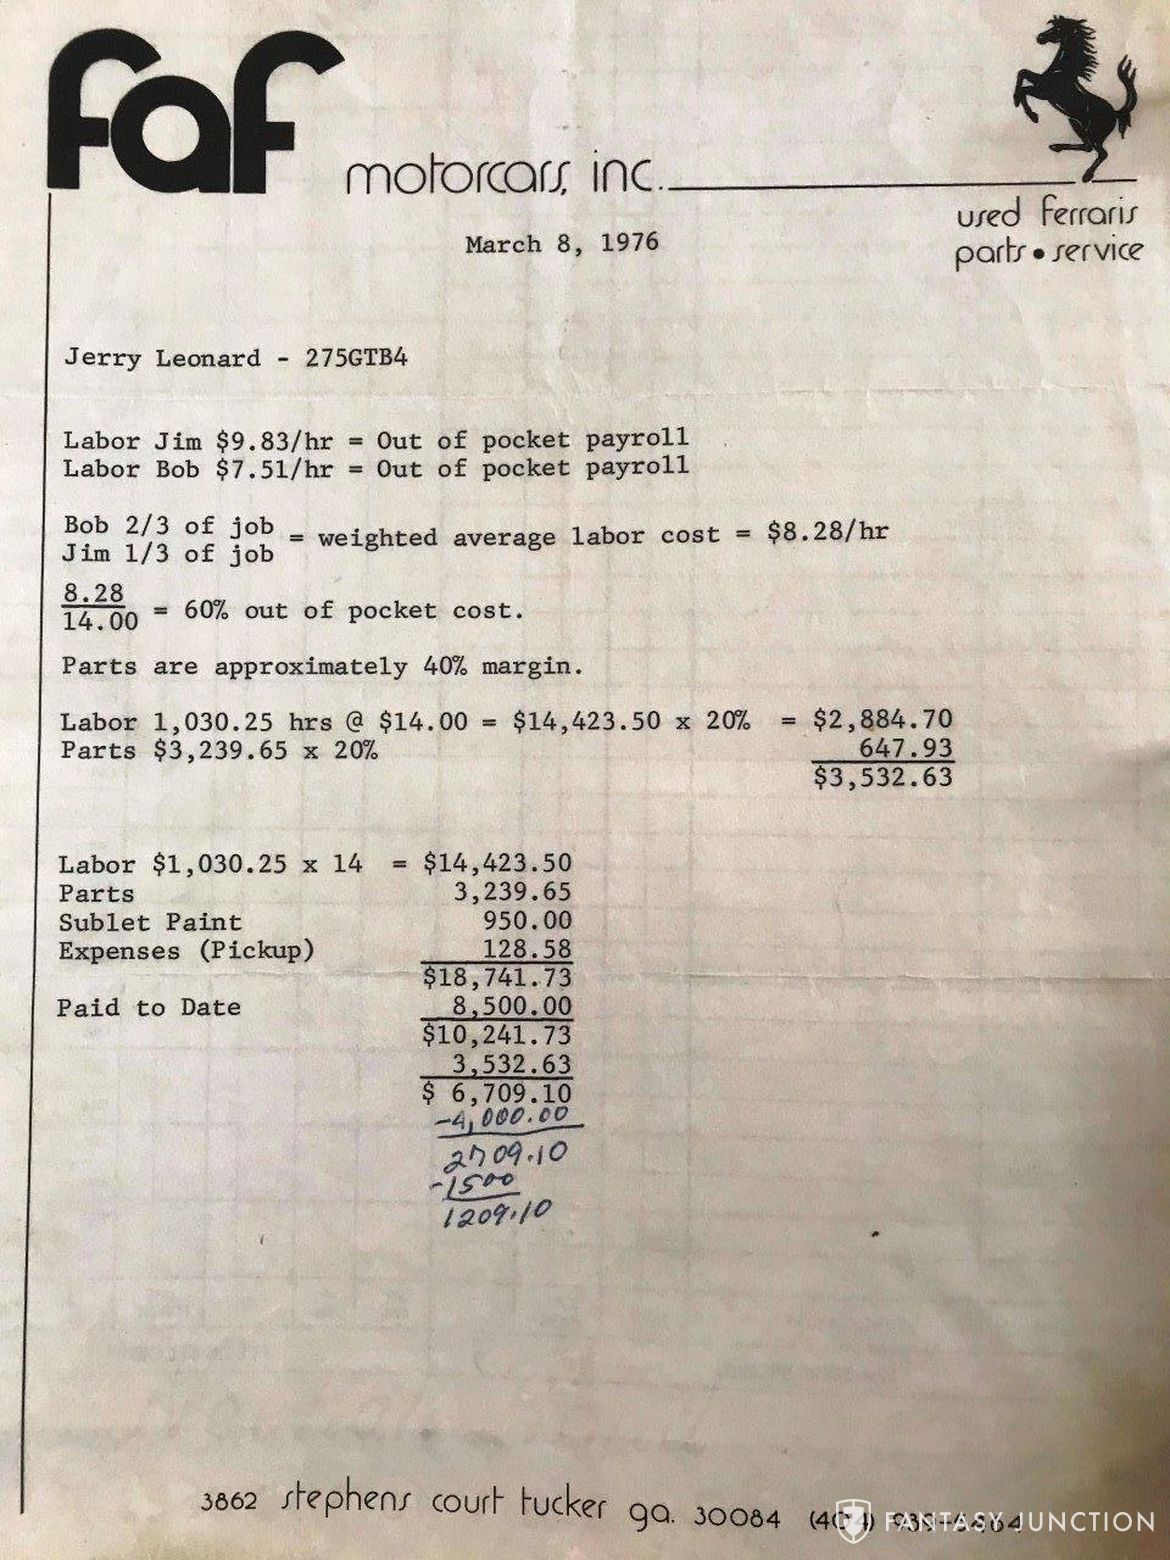 faf motorcars, inc.
used ferraris
parts • service
March 8, 1976
Jerry Leonard - 275GTB4
Labor Jim $9.83/hr = Out of pocket payroll
Labor Bob $7.51/hr = Out of pocket payroll
Bob 2/3 of job
Jim 1/3 of job
= weighted average labor cost = $8.28/hr
8.28
14.00
= 60% out of pocket cost.
Parts are approximately 40% margin.
Labor 1,030.25 hrs @ $14.00 = $14,423.50 x 20% = $2,884.70
Parts $3,239.65 x 20% 647.93
$3,532.63
Labor $1,030.25 x 14 = $14,423.50
Parts 3,239.65
Sublet Paint 950.00
Expenses (Pickup) 128.58
$18,741.73
Paid to Date 8,500.00
$10,241.73
3,532.63
$ 6,709.10
-4,000.00
2709.10
-1500
1209.10
3862 stephens court tucker ga. 30084 (404)
FANTASY JUNCTION